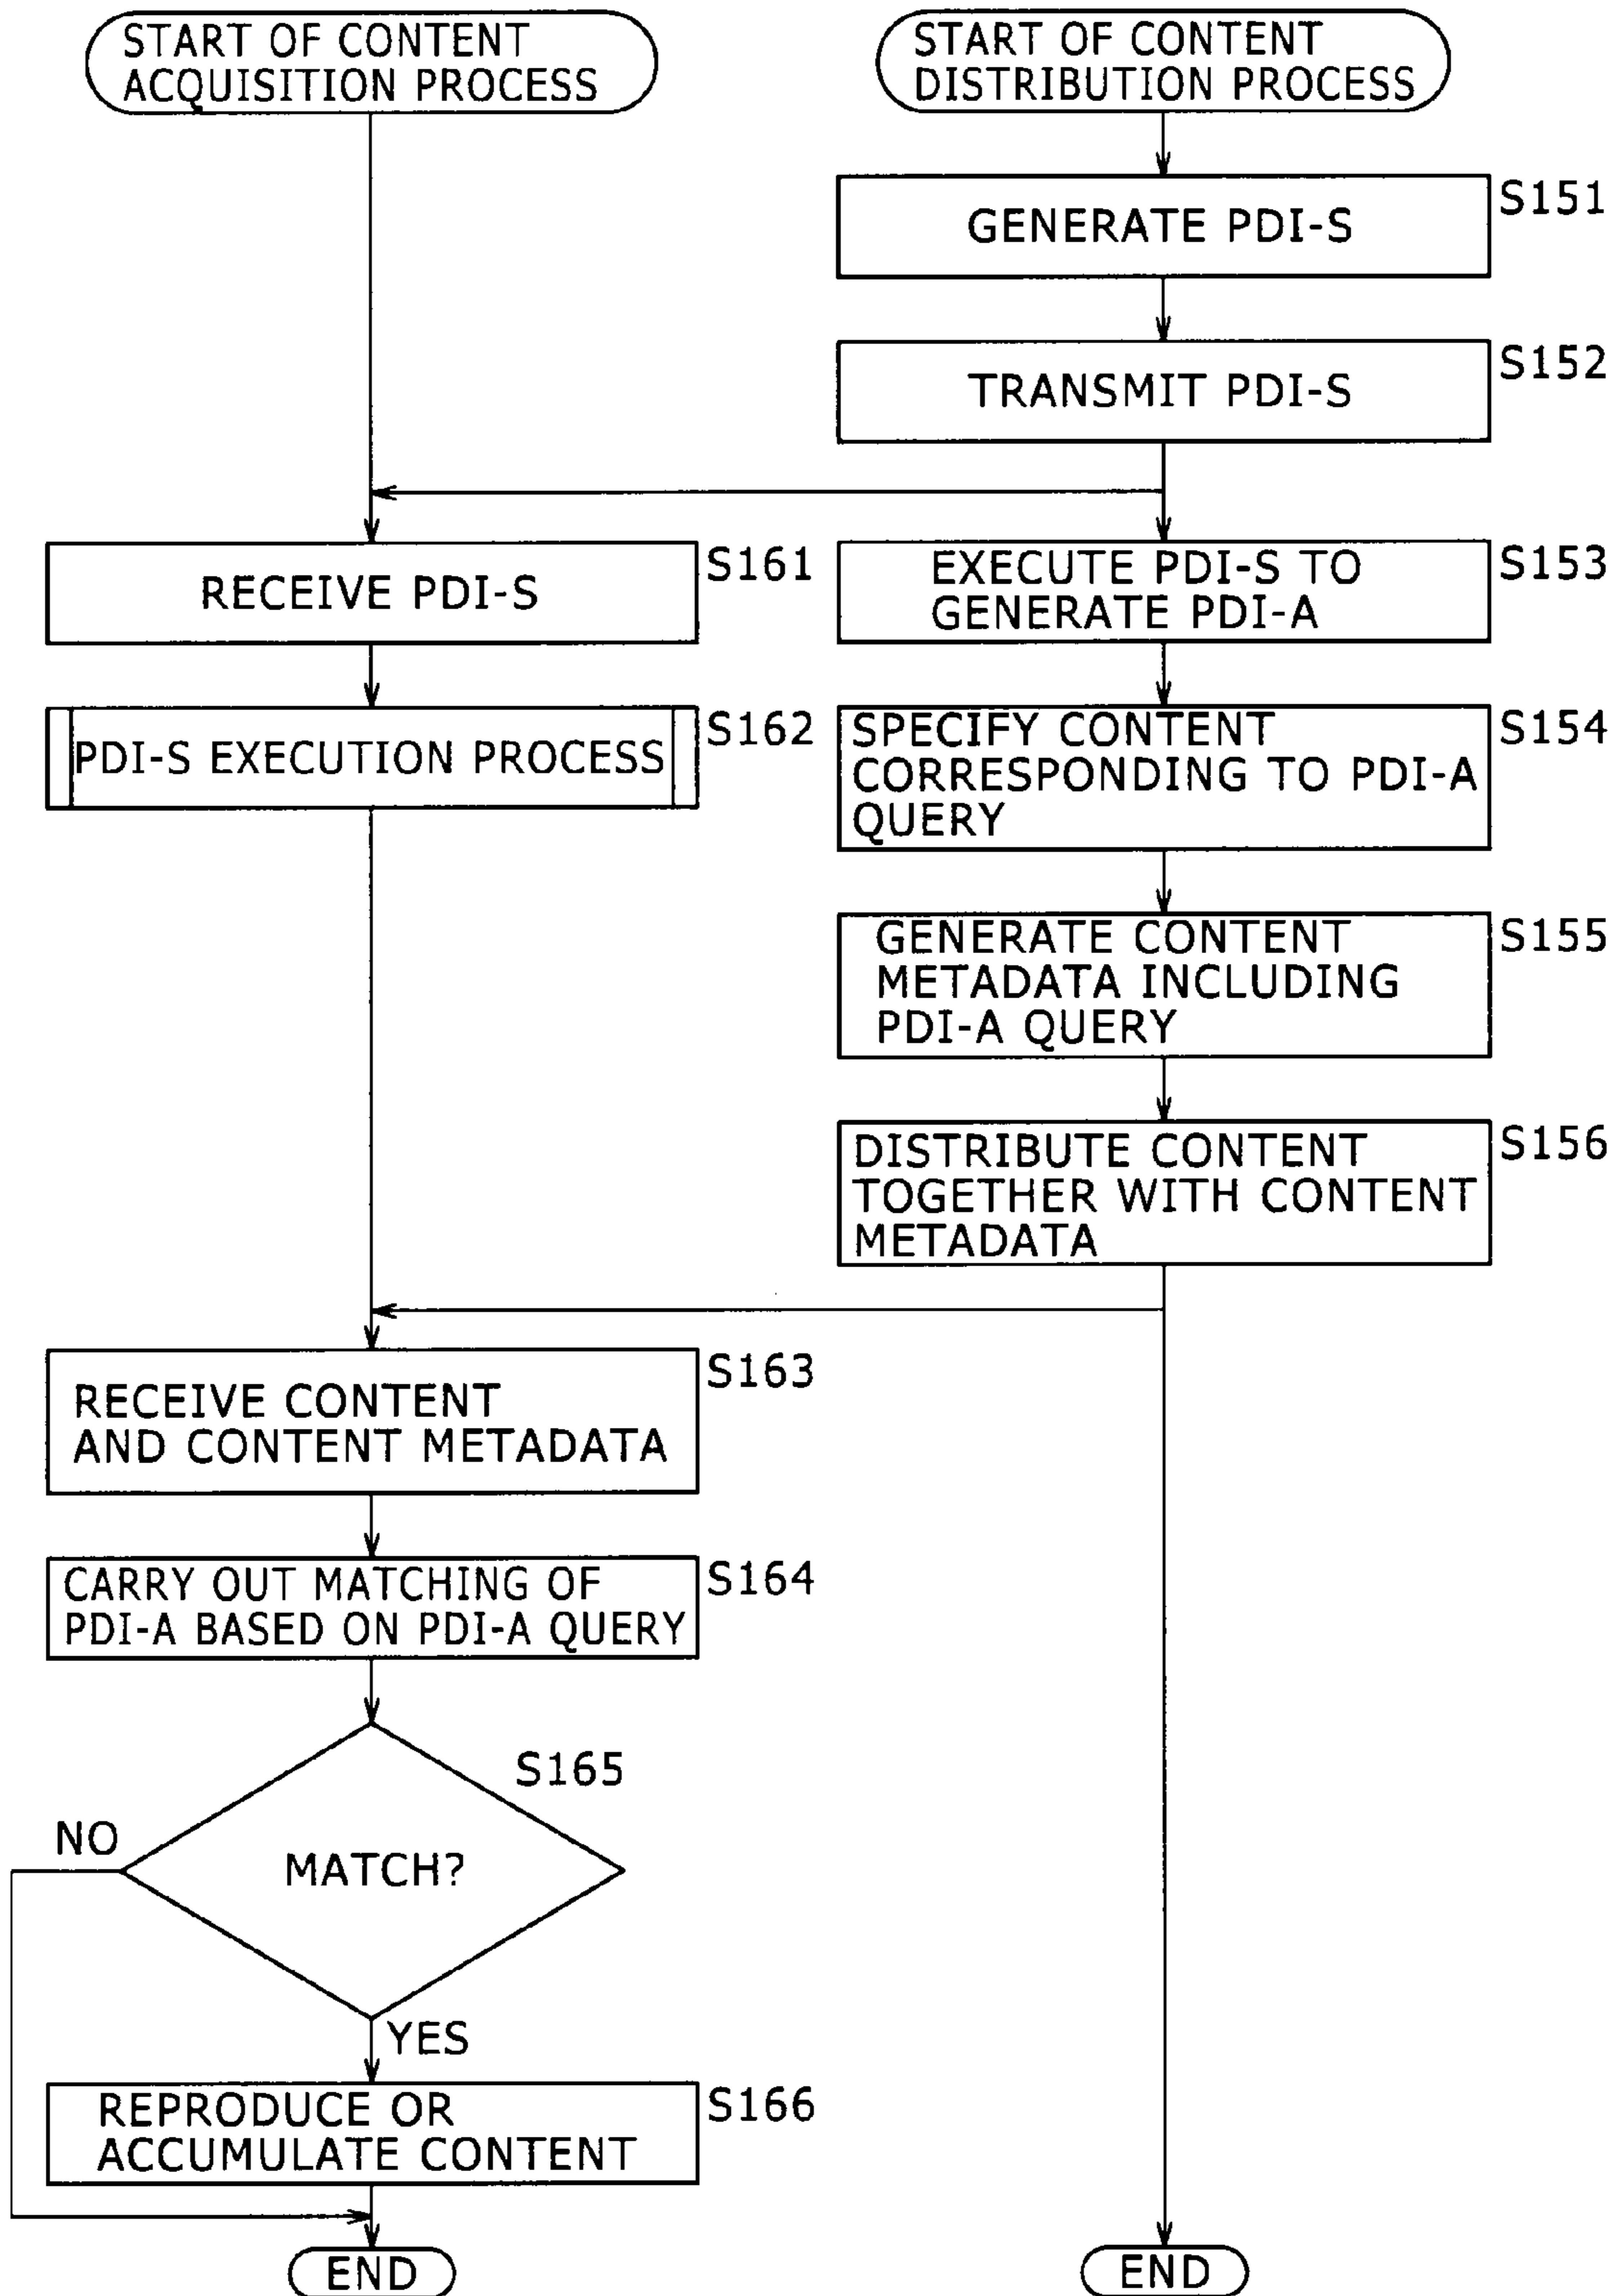 START OF CONTENT
ACQUISITION PROCESS
START OF CONTENT
DISTRIBUTION PROCESS
GENERATE PDI-S
S151
TRANSMIT PDI-S
S152
RECEIVE PDI-S
S161
EXECUTE PDI-S TO
GENERATE PDI-A
S153
PDI-S EXECUTION PROCESS
S162
SPECIFY CONTENT
CORRESPONDING TO PDI-A
QUERY
S154
GENERATE CONTENT
METADATA INCLUDING
PDI-A QUERY
S155
DISTRIBUTE CONTENT
TOGETHER WITH CONTENT
METADATA
S156
RECEIVE CONTENT
AND CONTENT METADATA
S163
CARRY OUT MATCHING OF
PDI-A BASED ON PDI-A QUERY
S164
S165
NO
MATCH?
YES
REPRODUCE OR
ACCUMULATE CONTENT
S166
END
END